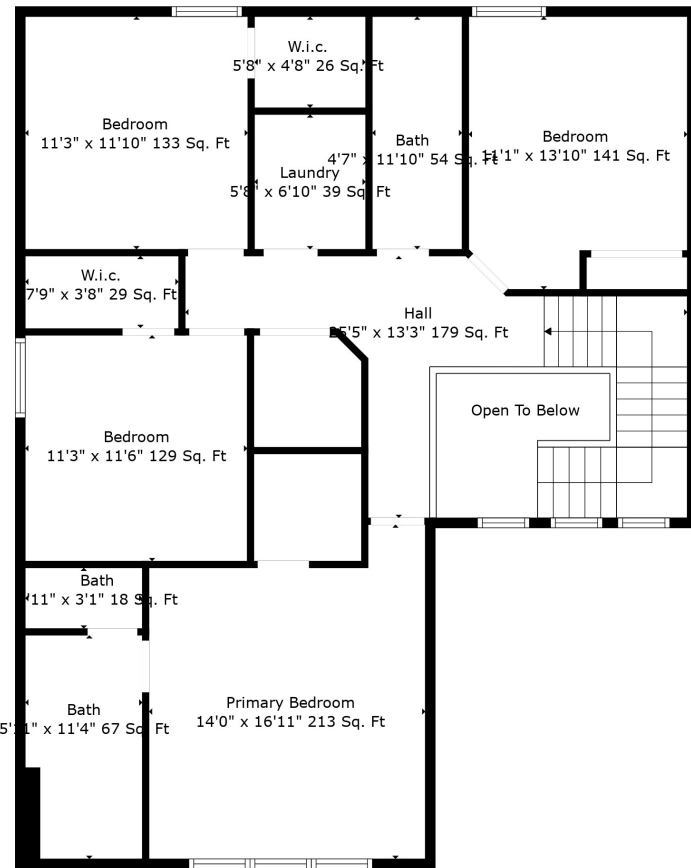 W.i.c.
5'8" x 4'8" 26 Sq. Ft
Bedroom
11'3" x 11'10" 133 Sq. Ft
Bath
4'7" x 11'10" 54 Sq. Ft
Bedroom
11'1" x 13'10" 141 Sq. Ft
Laundry
5'8" x 6'10" 39 Sq. Ft
W.i.c.
7'9" x 3'8" 29 Sq. Ft
Hall
25'5" x 13'3" 179 Sq. Ft
Open To Below
Bedroom
11'3" x 11'6" 129 Sq. Ft
Bath
'11" x 3'1" 18 Sq. Ft
Primary Bedroom
14'0" x 16'11" 213 Sq. Ft
Bath
5'11" x 11'4" 67 Sq. Ft